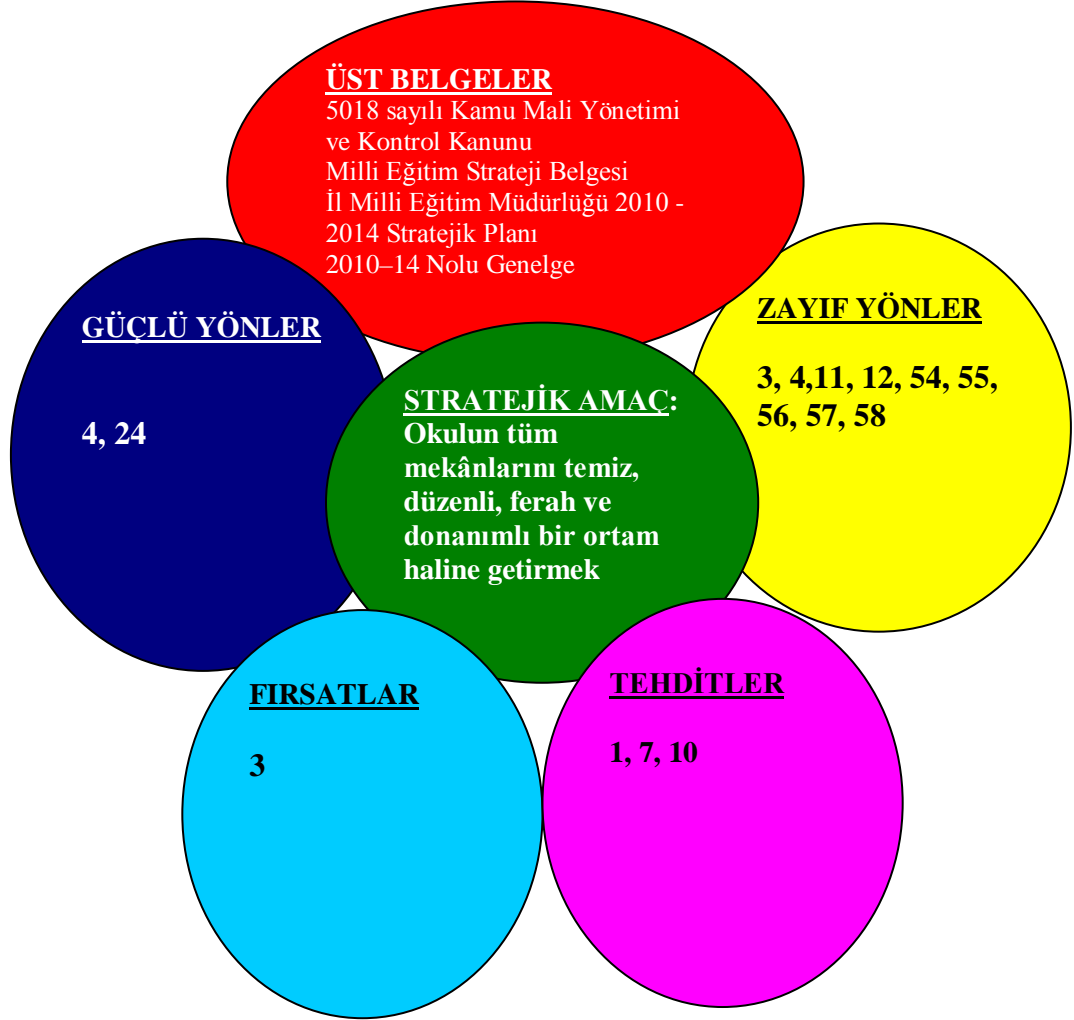 ÜST BELGELER
5018 sayılı Kamu Mali Yönetimi
ve Kontrol Kanunu
Milli Eğitim Strateji Belgesi
İl Milli Eğitim Müdürlüğü 2010 -
2014 Stratejik Planı
2010–14 Nolu Genelge
GÜÇLÜ YÖNLER
4, 24
ZAYIF YÖNLER
3, 4,11, 12, 54, 55,
56, 57, 58
STRATEJİK AMAÇ:
Okulun tüm
mekânlarını temiz,
düzenli, ferah ve
donanımlı bir ortam
haline getirmek
FIRSATLAR
3
TEHDİTLER
1, 7, 10